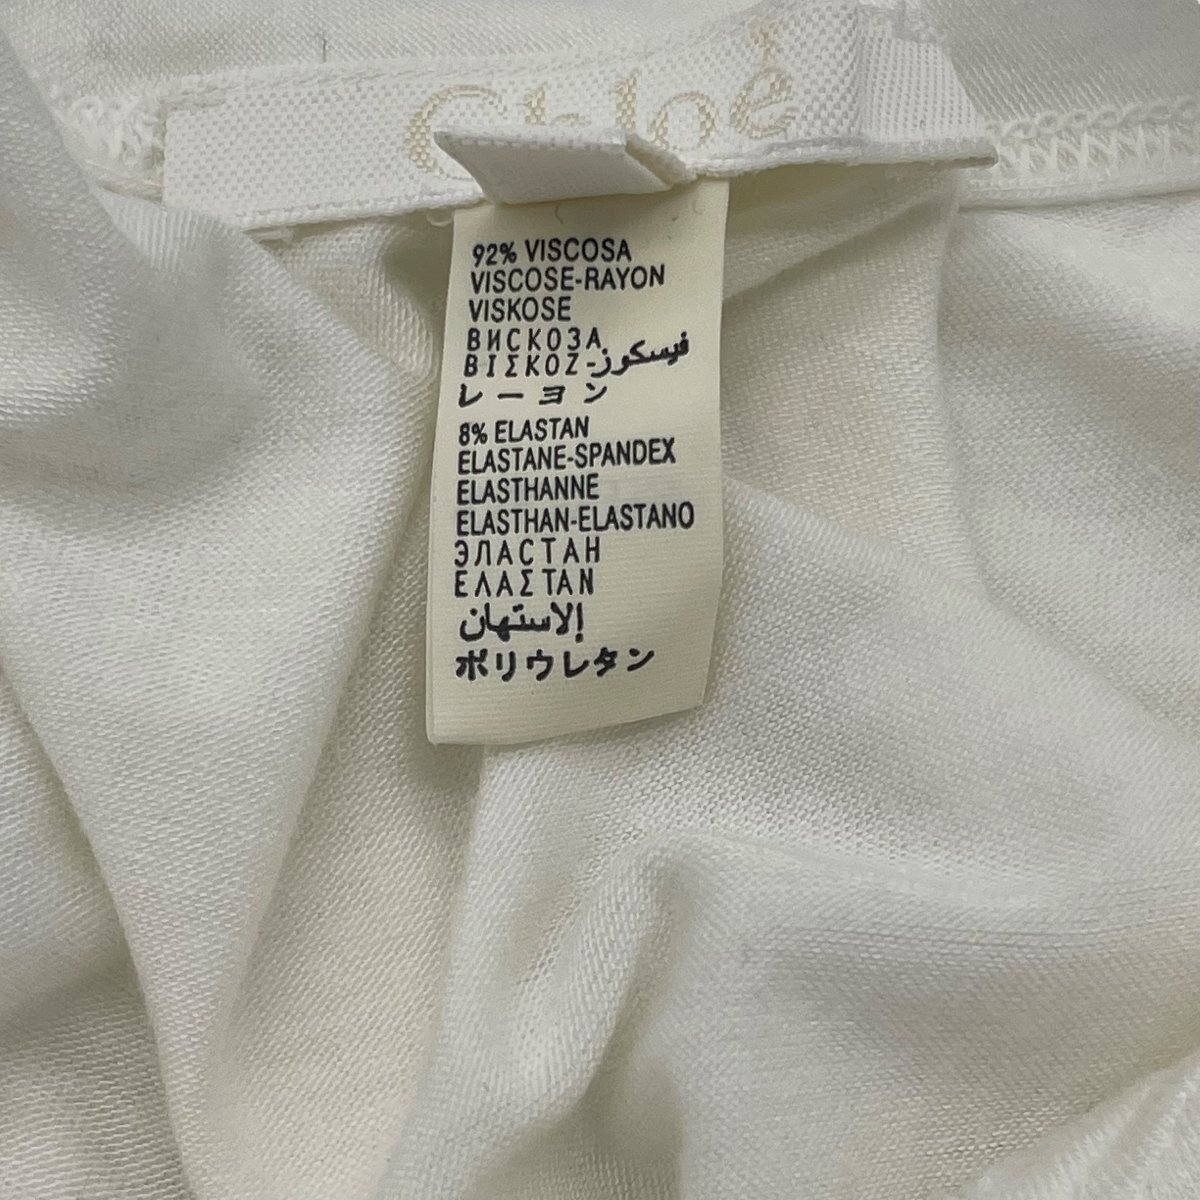 Chloé
92% VISCOSA
VISCOSE-RAYON
VISKOSE
ВИСКОЗА
ΒΙΣΚΟΖ-فيسكوز
レーヨン
8% ELASTAN
ELASTANE-SPANDEX
ELASTHANNE
ELASTHAN-ELASTANO
ЭЛАСТАН
ΕΛΑΣΤΑΝ
إلاستهان
ポリウレタン